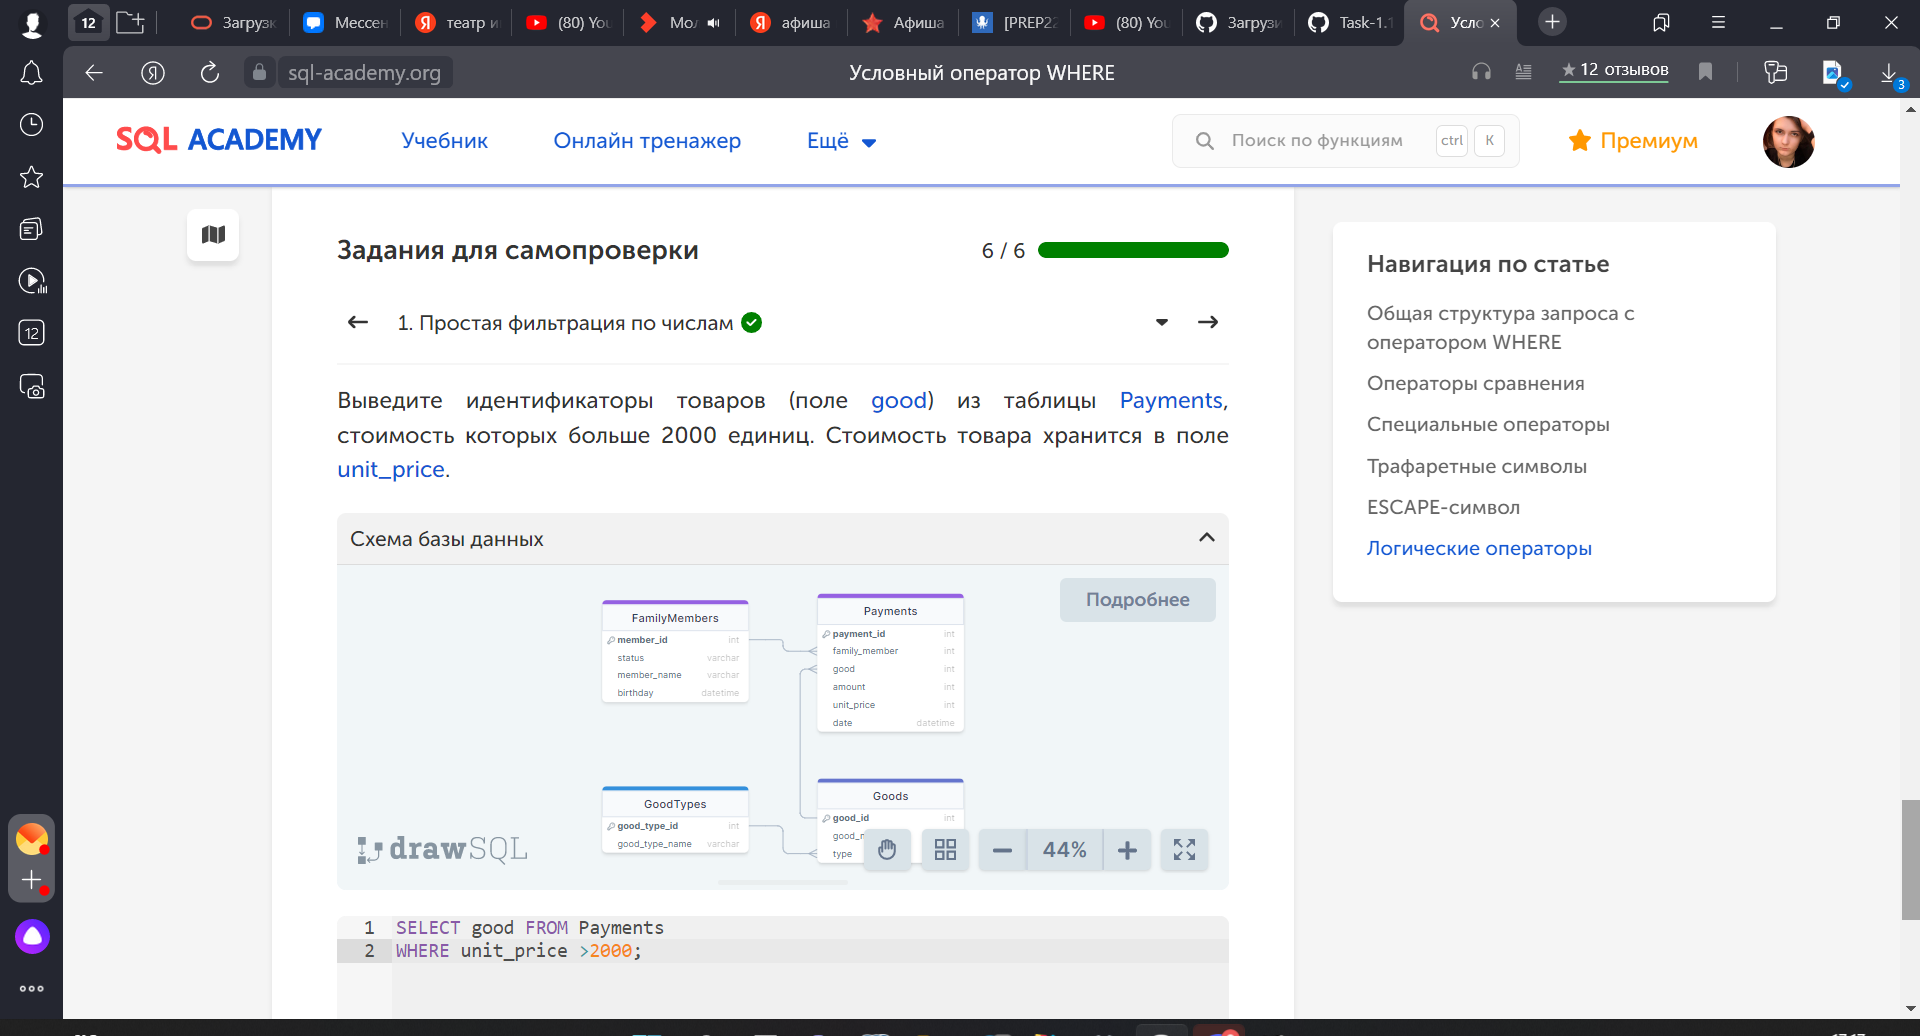 12
Загрузк
Мессен
театр и
(80) You
Мол
афиша
Афиша
[PREP22
(80) You
Загрузи
Task-1.1
Усло
sql-academy.org
Условный оператор WHERE
★ 12 отзывов
3
12
SQL ACADEMY
Учебник
Онлайн тренажер
Ещё
Поиск по функциям
ctrl
K
Премиум
Задания для самопроверки
6 / 6
1. Простая фильтрация по числам
Выведите идентификаторы товаров (поле good) из таблицы Payments,
стоимость которых больше 2000 единиц. Стоимость товара хранится в поле
unit_price.
Схема базы данных
Подробнее
FamilyMembers
member_id int
status varchar
member_name varchar
birthday datetime
Payments
payment_id int
family_member int
good int
amount int
unit_price int
date datetime
GoodTypes
good_type_id int
good_type_name varchar
Goods
good_id int
good_n
type
drawSQL
44%
1 SELECT good FROM Payments
2 WHERE unit_price >2000;
Навигация по статье
Общая структура запроса с
оператором WHERE
Операторы сравнения
Специальные операторы
Трафаретные символы
ESCAPE-символ
Логические операторы